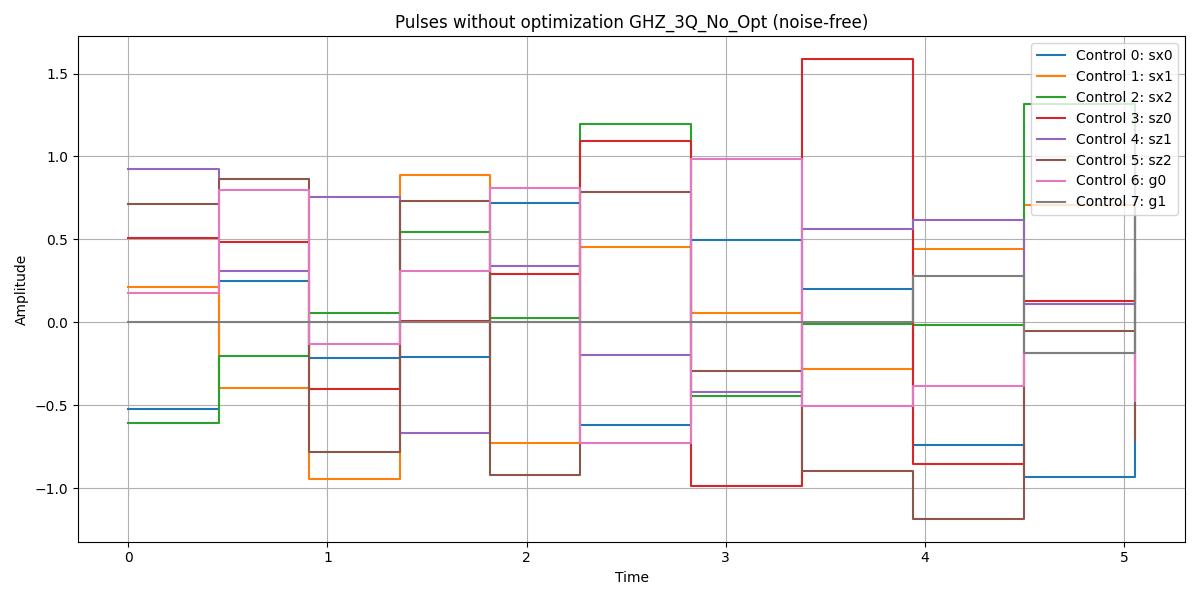 Pulses without optimization GHZ_3Q_No_Opt (noise-free)
Control 0: sx0
Control 1: sx1
Control 2: sx2
Control 3: sz0
Control 4: sz1
Control 5: sz2
Control 6: g0
Control 7: g1
1.5
1.0
0.5
0.0
−0.5
−1.0
Amplitude
0 1 2 3 4 5
Time